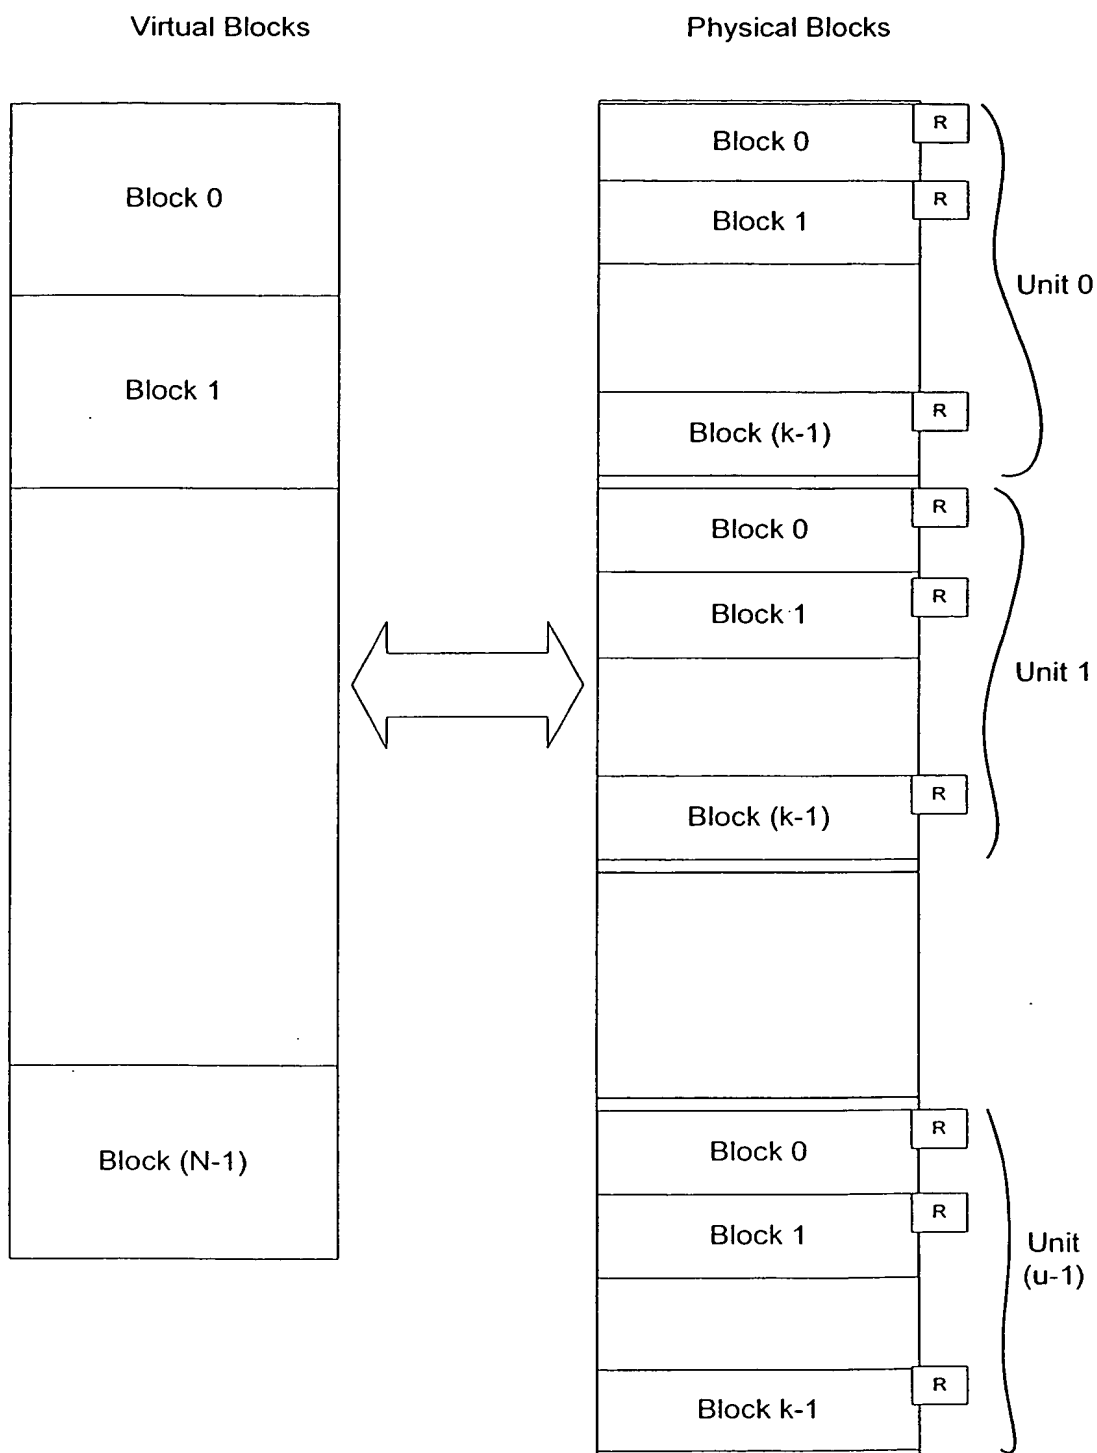 Virtual Blocks
Physical Blocks
Block 0
Block 1
Block (N-1)
Block 0
R
Block 1
R
Block (k-1)
R
Unit 0
Block 0
R
Block 1
R
Block (k-1)
R
Unit 1
Block 0
R
Block 1
R
Block k-1
R
Unit
(u-1)